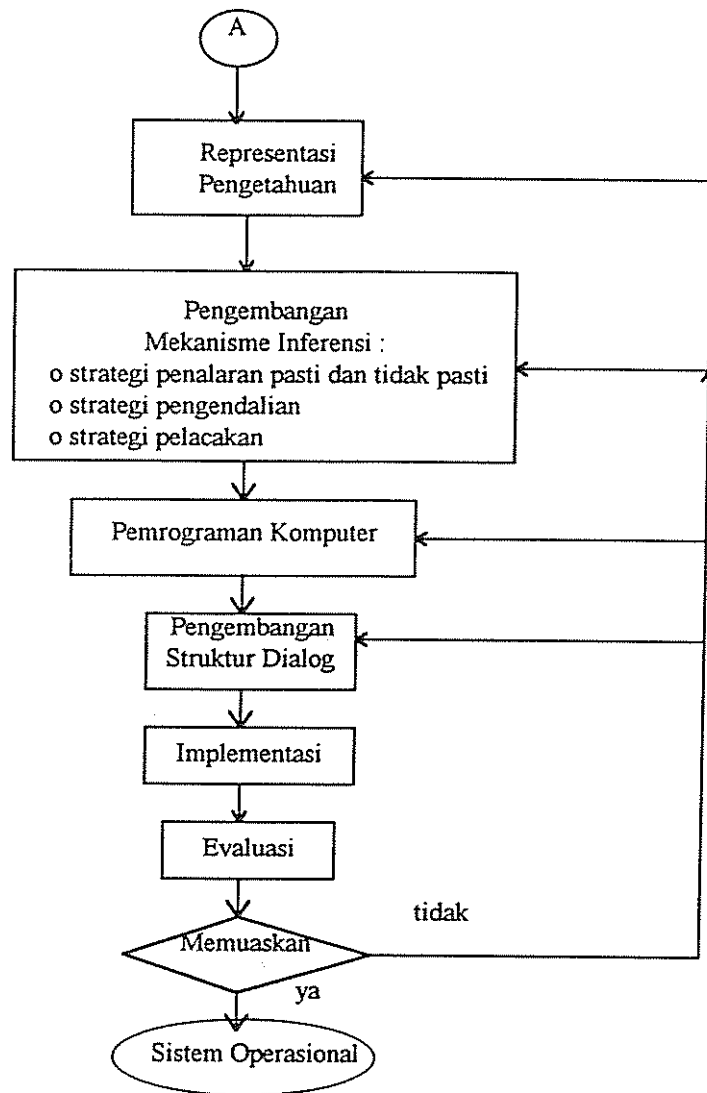 A
Representasi
Pengetahuan
Pengembangan
Mekanisme Inferensi :
o strategi penalaran pasti dan tidak pasti
o strategi pengendalian
o strategi pelacakan
Pemrograman Komputer
Pengembangan
Struktur Dialog
Implementasi
Evaluasi
tidak
Memuaskan
ya
Sistem Operasional